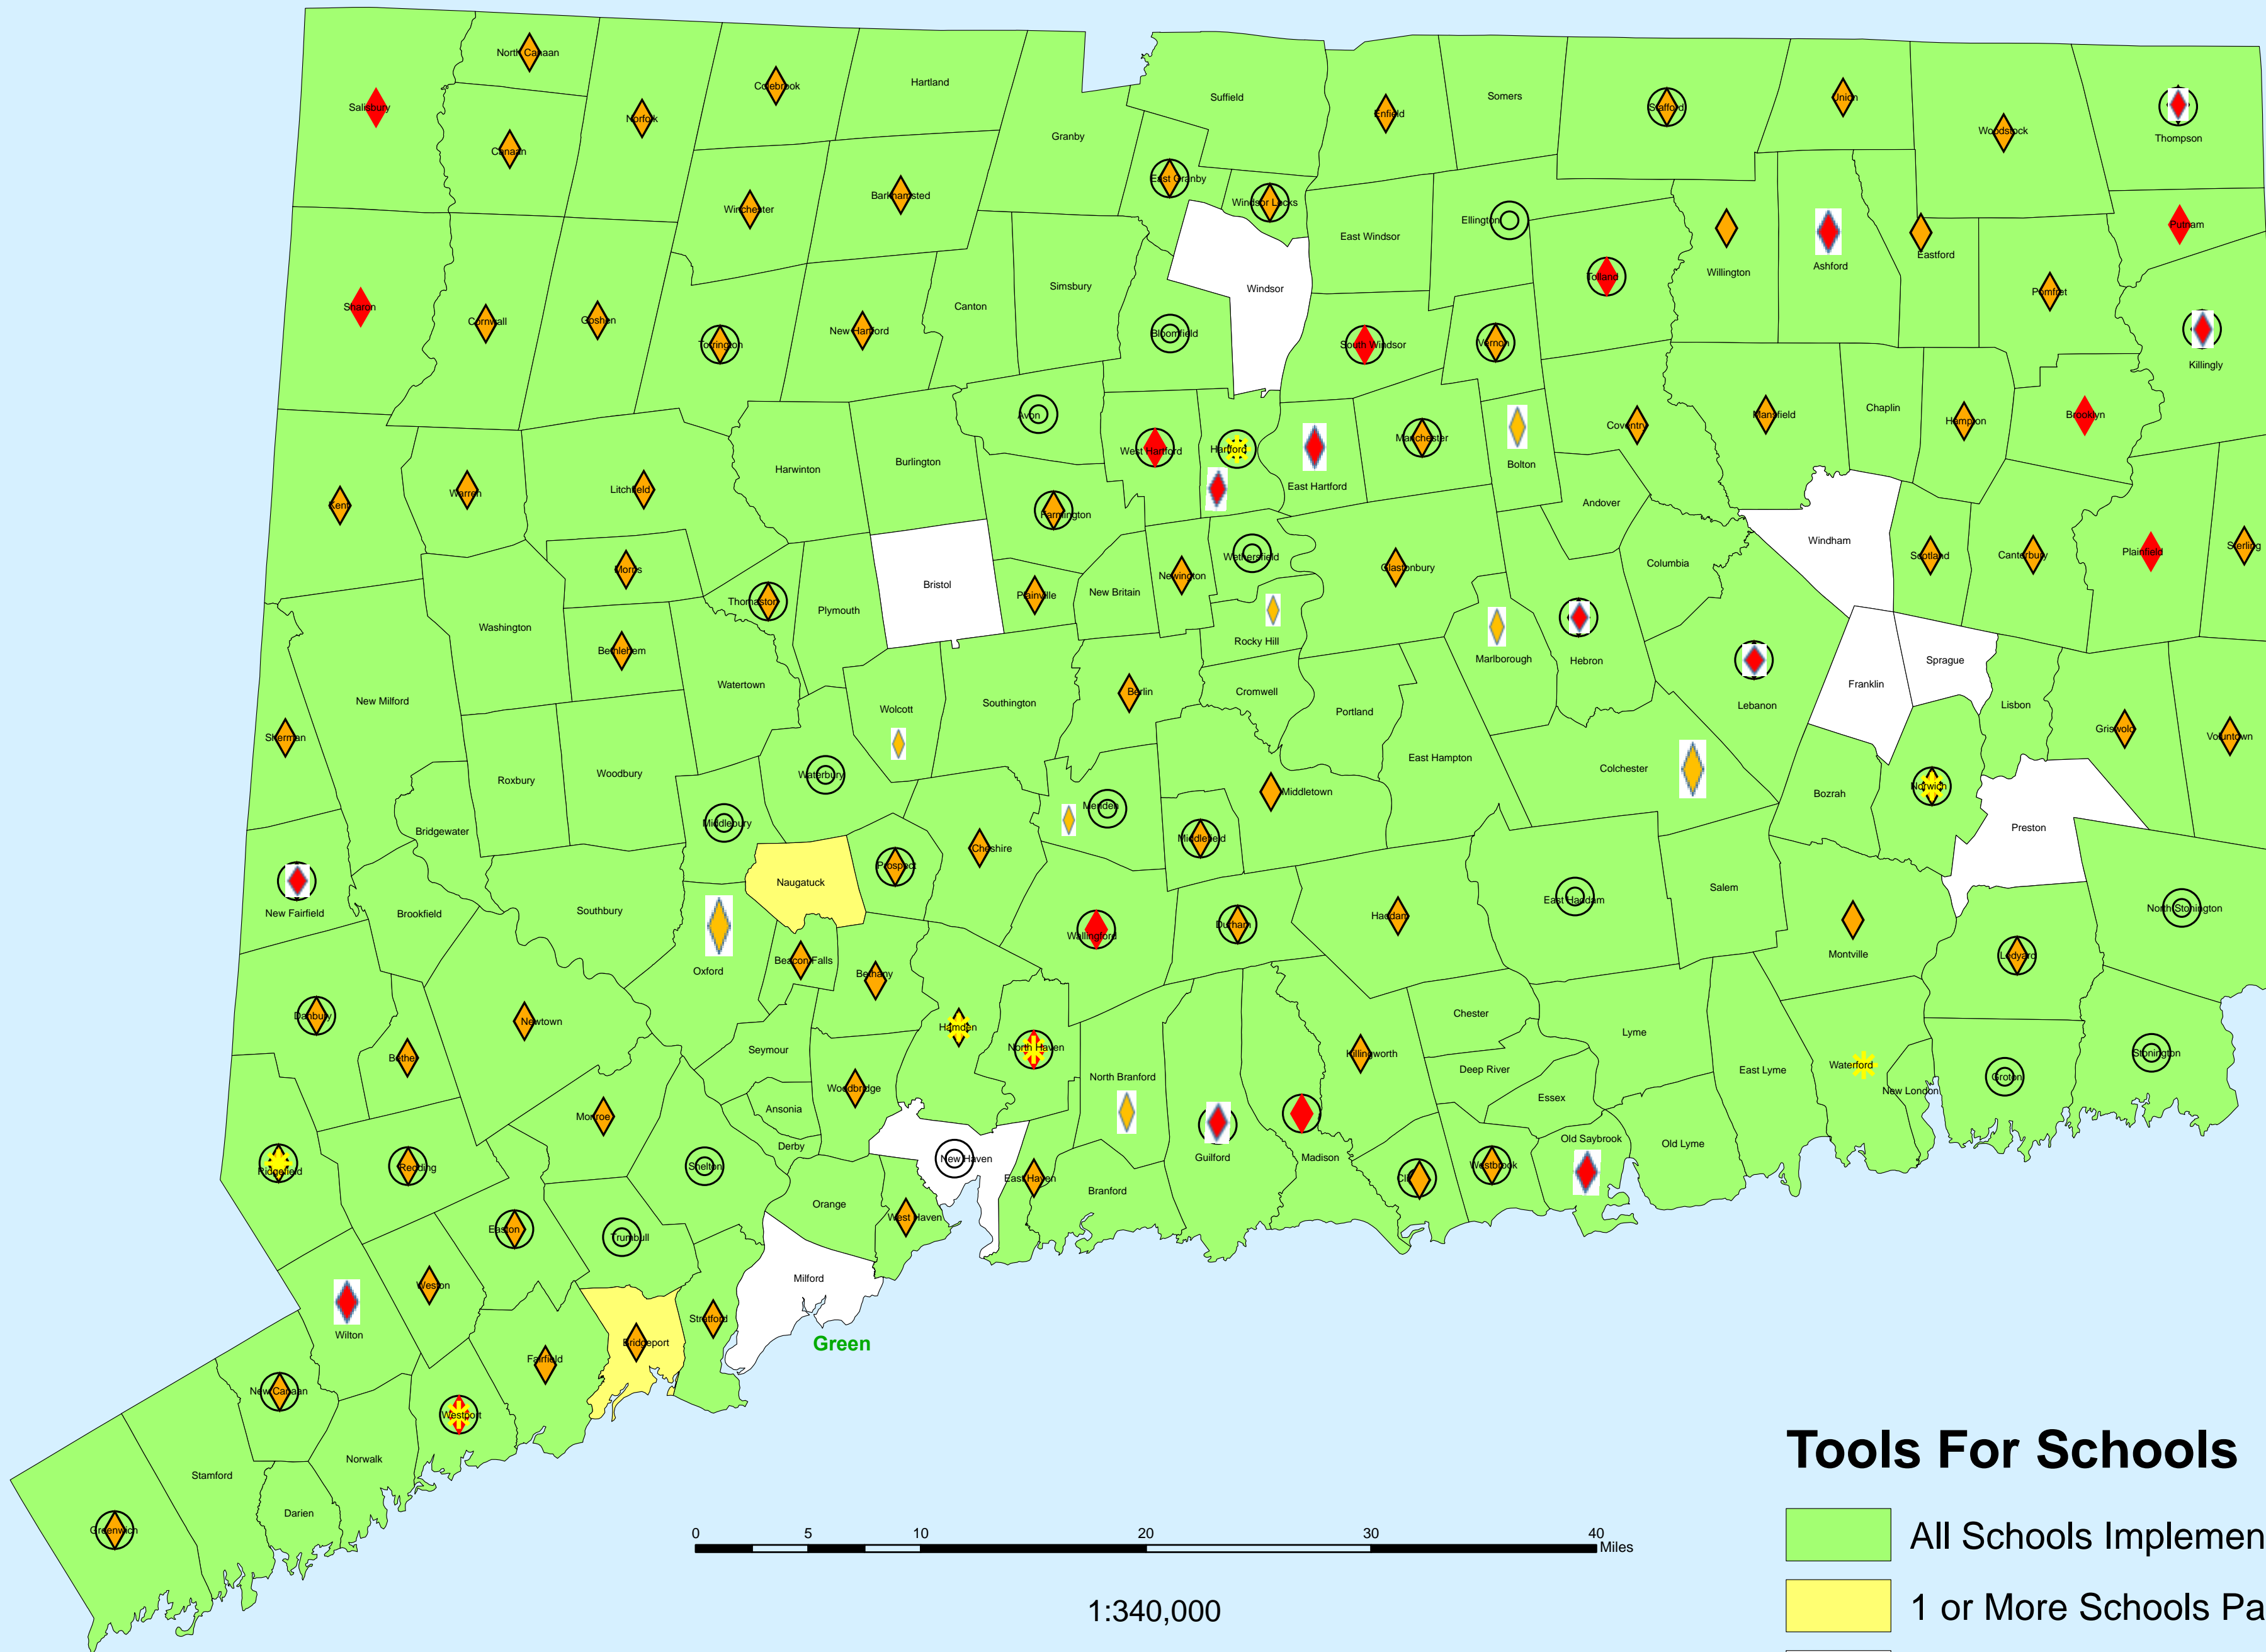 North Canaan
Salisbury
Canaan
Norfolk
Colebrook
Hartland
Granby
Suffield
Enfield
Somers
Stafford
Union
Woodstock
Thompson
Winchester
Barkhamsted
East Granby
Windsor Locks
Windsor
East Windsor
Ellington
Tolland
Willington
Ashford
Eastford
Putnam
Pomfret
Killingly
Sharon
Cornwall
Goshen
Torrington
New Hartford
Canton
Simsbury
Bloomfield
South Windsor
Vernon
Kent
Warren
Litchfield
Harwinton
Burlington
Avon
West Hartford
Hartford
East Hartford
Manchester
Bolton
Coventry
Mansfield
Chaplin
Hampton
Brooklyn
Farmington
Andover
Windham
Scotland
Canterbury
Plainfield
Sterling
Morris
Thomaston
Plymouth
Bristol
Plainville
New Britain
Newington
Wethersfield
Rocky Hill
Glastonbury
Marlborough
Hebron
Columbia
Lebanon
Franklin
Sprague
Lisbon
Griswold
Voluntown
Washington
Bethlehem
Watertown
Wolcott
Southington
Berlin
Cromwell
Portland
East Hampton
Colchester
Bozrah
Norwich
Preston
Sherman
New Milford
Roxbury
Woodbury
Middlebury
Waterbury
Meriden
Middlefield
Middletown
Bridgewater
Naugatuck
Prospect
Cheshire
New Fairfield
Brookfield
Southbury
Oxford
Beacon Falls
Bethany
Wallingford
Durham
Haddam
East Haddam
Salem
Montville
Ledyard
North Stonington
Danbury
Bethel
Newtown
Seymour
Hamden
North Haven
North Branford
Killingworth
Chester
Deep River
Essex
Lyme
East Lyme
Waterford
New London
Groton
Stonington
Ridgefield
Redding
Monroe
Ansonia
Derby
Woodbridge
New Haven
East Haven
Branford
Guilford
Madison
Westbrook
Old Saybrook
Old Lyme
Shelton
Orange
West Haven
Easton
Trumbull
Milford
Wilton
Weston
Fairfield
Bridgeport
Stratford
Green
New Canaan
Westport
Norwalk
Stamford
Darien
Greenwich
Tools For Schools
All Schools Implemen
1 or More Schools Pa
0 5 10 20 30 40
Miles
1:340,000